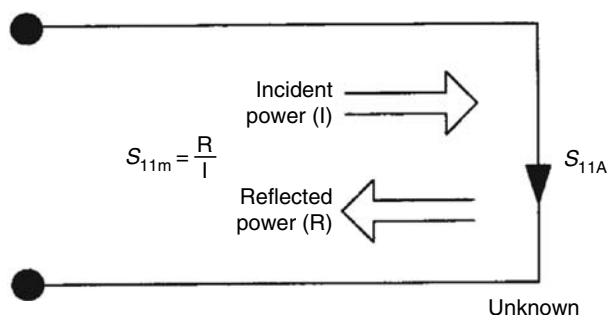 Incident
power (I)
S11m = R/I
S11A
Reflected
power (R)
Unknown